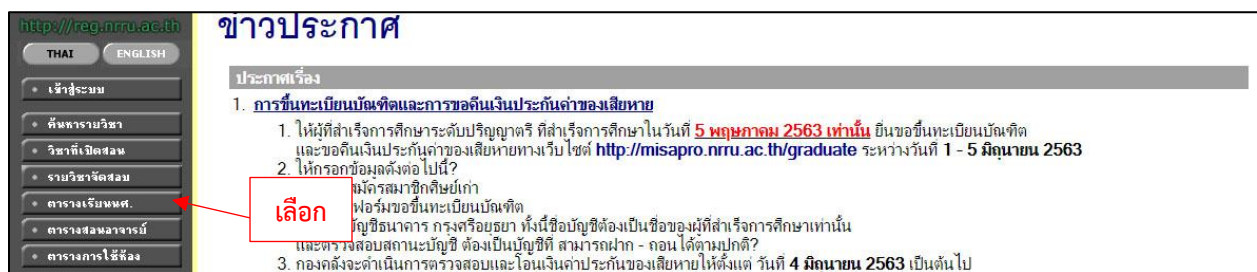 http://reg.nrru.ac.th
THAI ENGLISH
เข้าสู่ระบบ
ค้นหารายวิชา
วิชาที่เปิดสอน
รายวิชาจัดสอบ
ตารางเรียนนศ.
ตารางสอนอาจารย์
ตารางการใช้ห้อง
เลือก
ข่าวประกาศ
ประกาศเรื่อง
1. การขึ้นทะเบียนบัณฑิตและการขอคืนเงินประกันค่าของเสียหาย
1. ให้ผู้ที่สำเร็จการศึกษาระดับปริญญาตรี ที่สำเร็จการศึกษาในวันที่ 5 พฤษภาคม 2563 เท่านั้น ยื่นขอขึ้นทะเบียนบัณฑิต
และขอคืนเงินประกันค่าของเสียหายทางเว็บไซต์ http://misapro.nrru.ac.th/graduate ระหว่างวันที่ 1 - 5 มิถุนายน 2563
2. ให้กรอกข้อมูลดังต่อไปนี้?
สมัครสมาชิกศิษย์เก่า
ฟอร์มขอขึ้นทะเบียนบัณฑิต
บัญชีธนาคาร กรุงศรีอยุธยา ทั้งนี้ชื่อบัญชีต้องเป็นชื่อของผู้ที่สำเร็จการศึกษาเท่านั้น
และตรวจสอบสถานะบัญชี ต้องเป็นบัญชีที่ สามารถฝาก - ถอนได้ตามปกติ?
3. กองคลังจะดำเนินการตรวจสอบและโอนเงินค่าประกันของเสียหายให้ตั้งแต่ วันที่ 4 มิถุนายน 2563 เป็นต้นไป